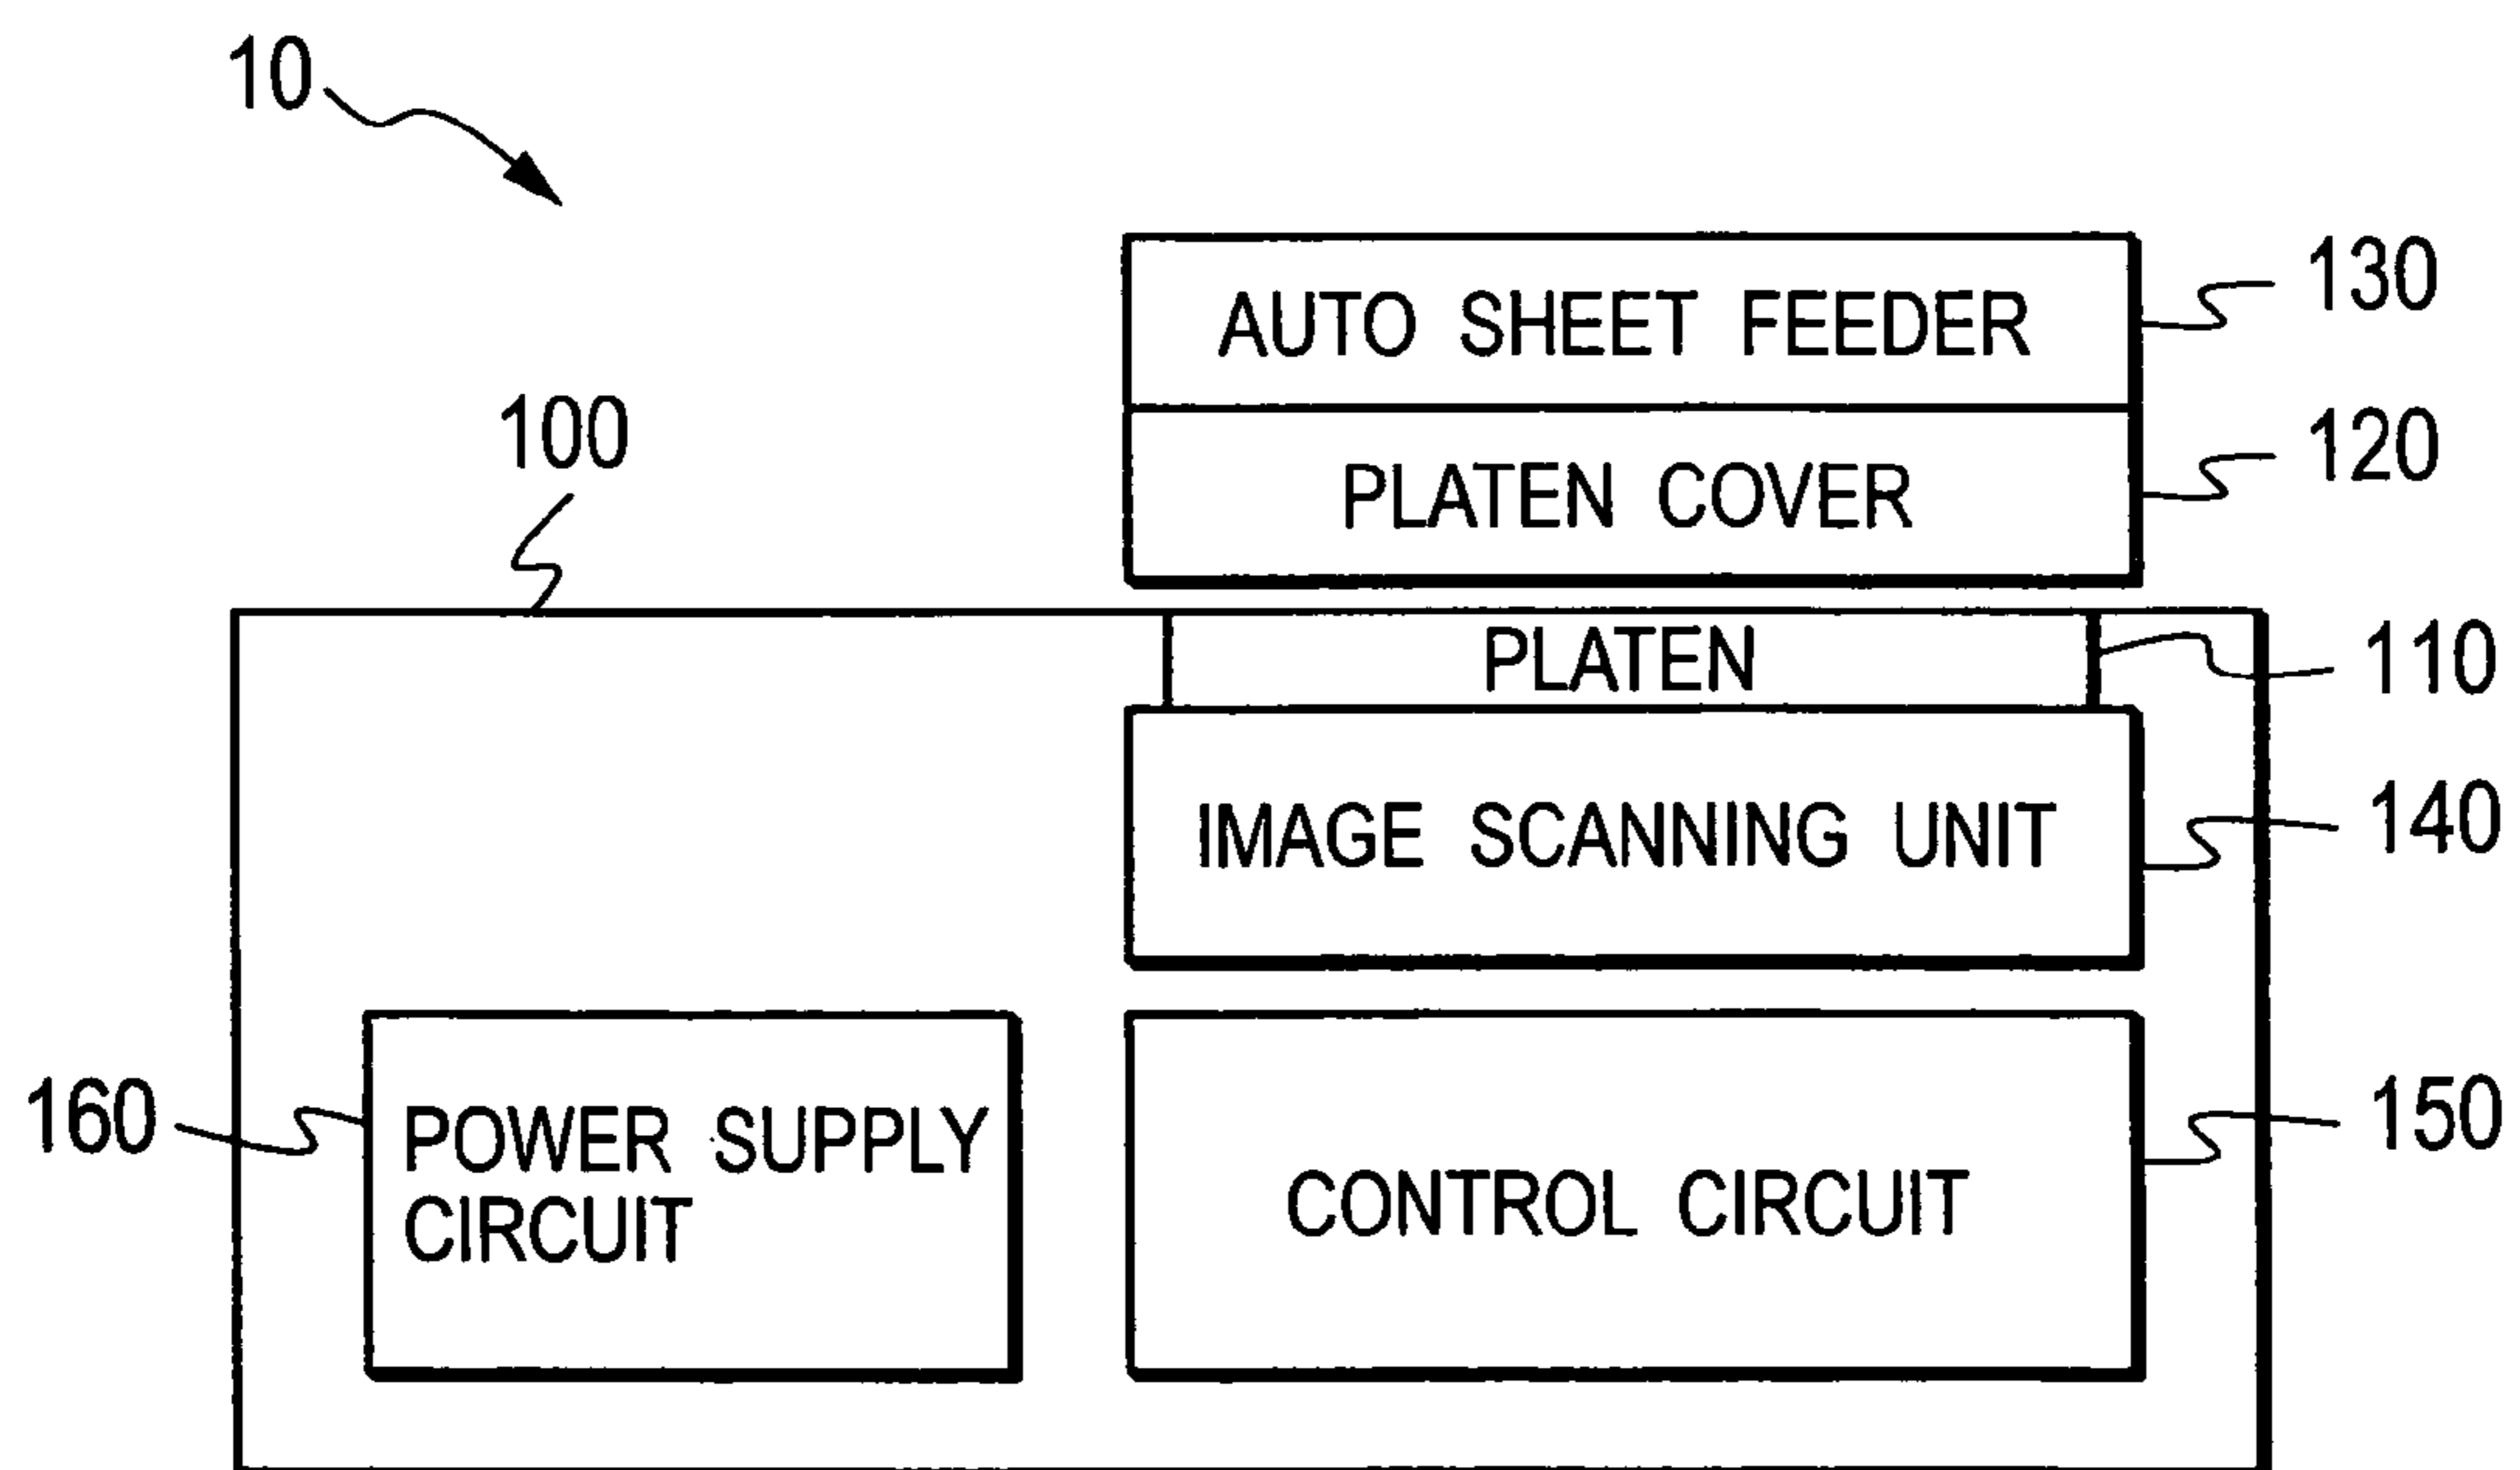 10
130
AUTO SHEET FEEDER
100
120
PLATEN COVER
PLATEN
110
IMAGE SCANNING UNIT
140
160
POWER SUPPLY
CIRCUIT
150
CONTROL CIRCUIT